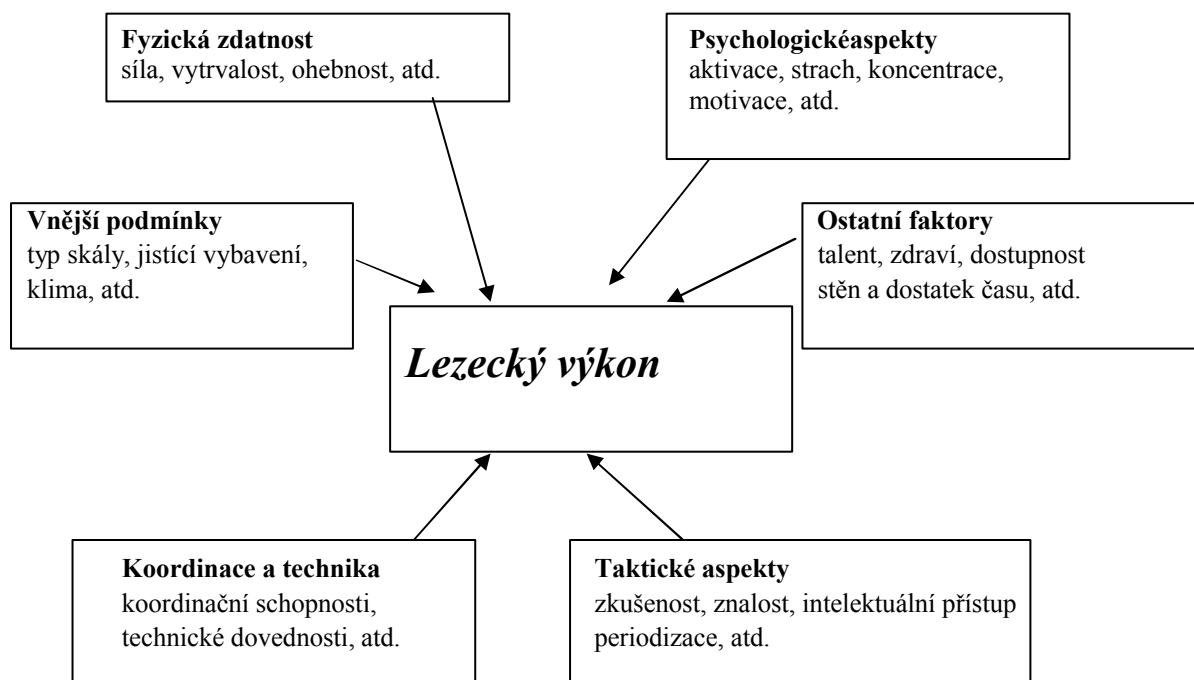 Fyzická zdatnost
síla, vytrvalost, ohebnost, atd.
Psychologickéaspekty
aktivace, strach, koncentrace,
motivace, atd.
Vnější podmínky
typ skály, jistící vybavení,
klima, atd.
Ostatní faktory
talent, zdraví, dostupnost
stěn a dostatek času, atd.
Lezecký výkon
Koordinace a technika
koordinační schopnosti,
technické dovednosti, atd.
Taktické aspekty
zkušenost, znalost, intelektuální přístup
periodizace, atd.